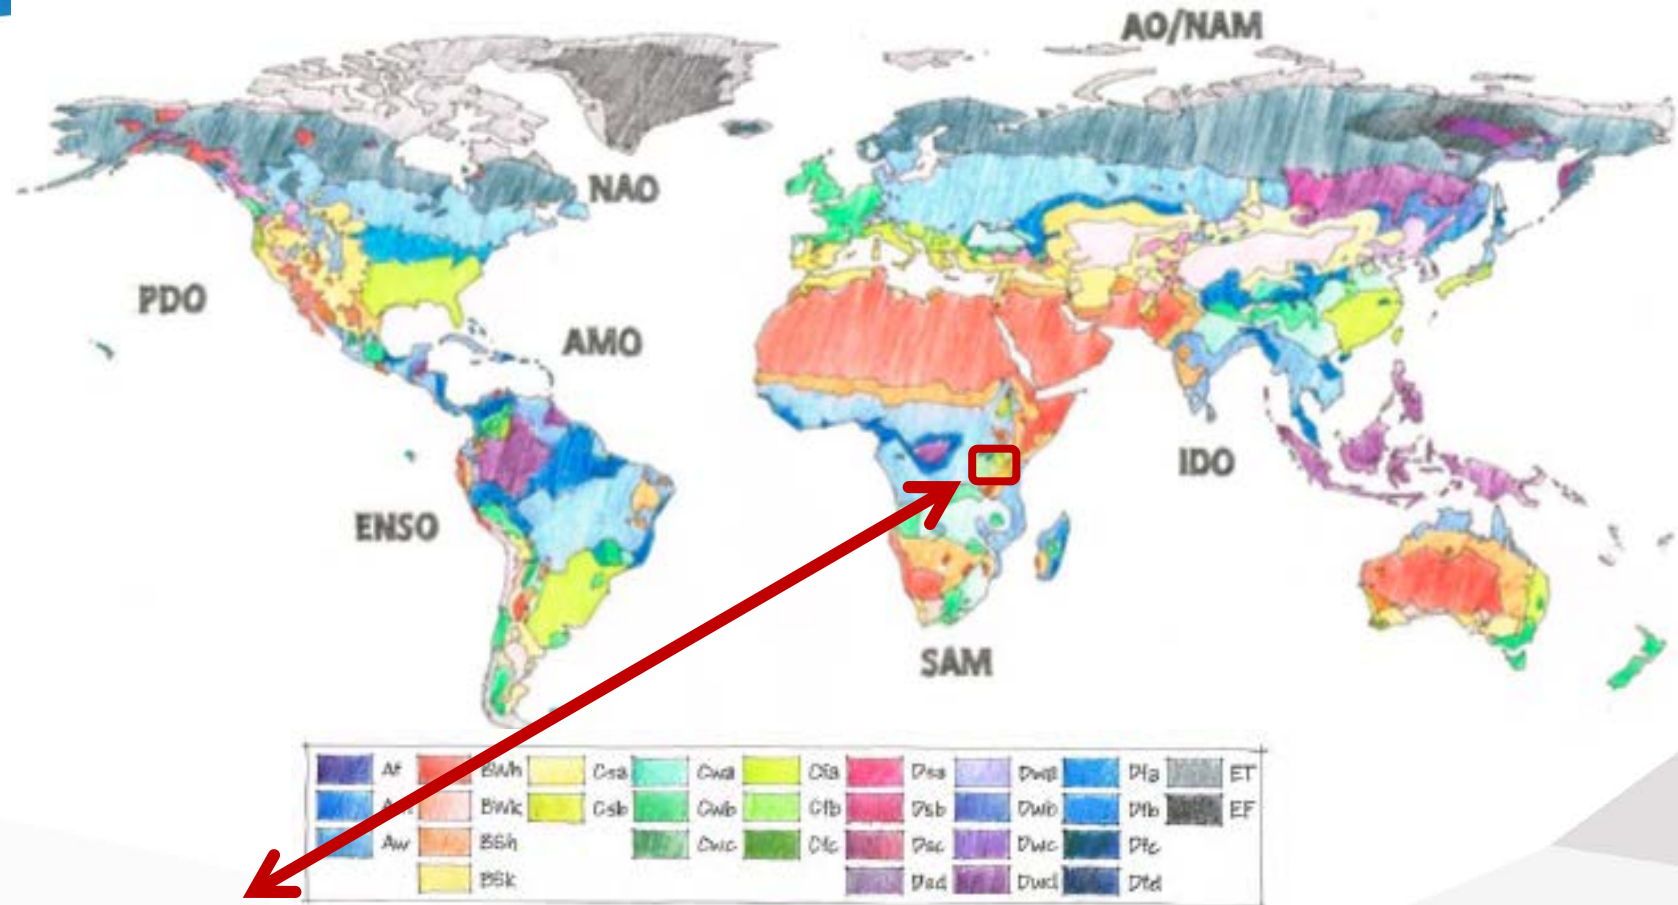 AO/NAM
NAO
PDO
AMO
IDO
ENSO
SAM
Af BWh Csa Cwa Cfa Dsa Dwa Dfa ET
BWk Csb Cwb Cfb Dsb Dwb Dfb EF
Aw BSh Cwc Cfc Dsc Dwc Dfc
BSk Dsd Dwd Dfd